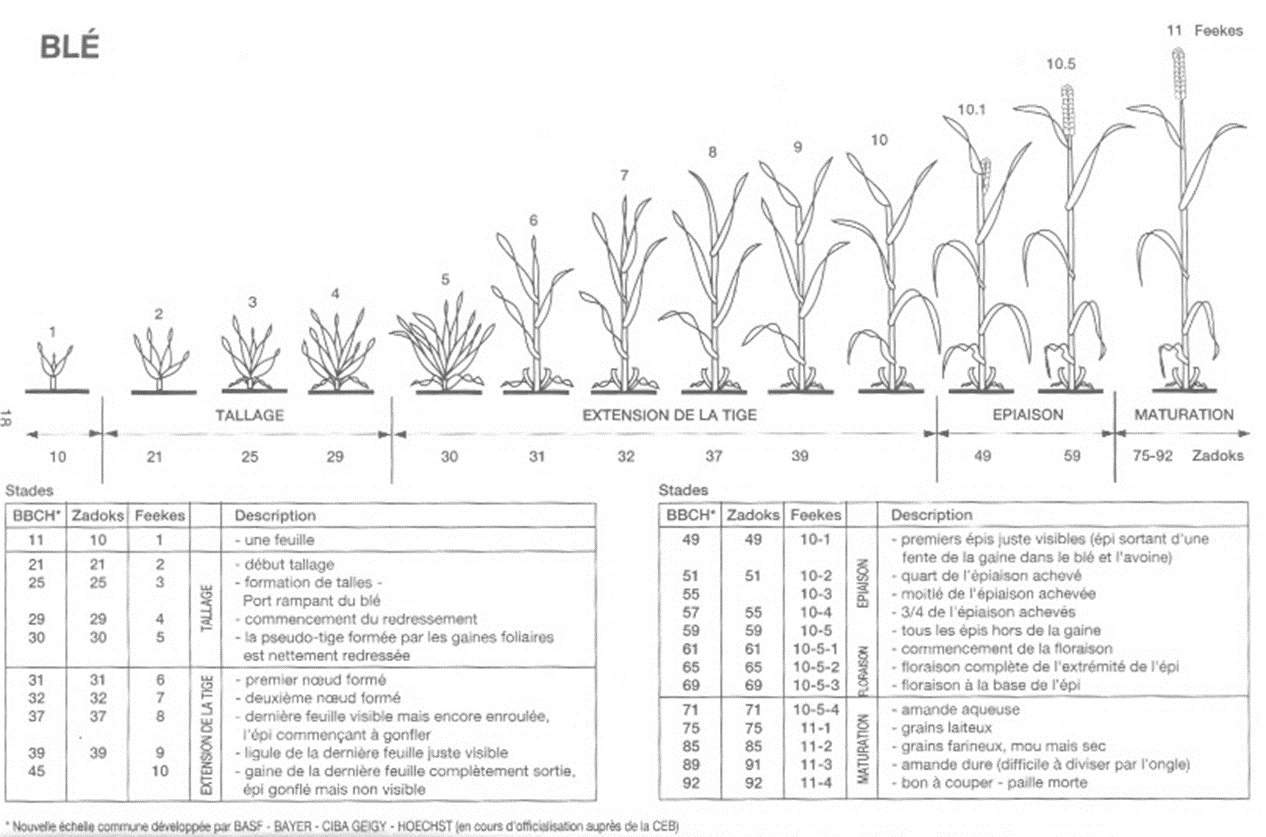 BLÉ
11 Feekes
10.5
10.1
10
9
8
7
6
5
4
3
2
1
18
TALLAGE EXTENSION DE LA TIGE EPIAISON MATURATION
10 21 25 29 30 31 32 37 39 49 59 75-92 Zadoks
Stades
BBCH* Zadoks Feekes Description
11 10 1 - une feuille
TALLAGE
21 21 2 - début tallage
25 25 3 - formation de talles -
Port rampant du blé
29 29 4 - commencement du redressement
30 30 5 - la pseudo-tige formée par les gaines foliaires
est nettement redressée
EXTENSION DE LA TIGE
31 31 6 - premier nœud formé
32 32 7 - deuxième nœud formé
37 37 8 - dernière feuille visible mais encore enroulée,
l'épi commençant à gonfler
39 39 9 - ligule de la dernière feuille juste visible
45 10 - gaine de la dernière feuille complètement sortie,
épi gonflé mais non visible
Stades
BBCH* Zadoks Feekes Description
EPIAISON
49 49 10-1 - premiers épis juste visibles (épi sortant d'une
fente de la gaine dans le blé et l'avoine)
51 51 10-2 - quart de l'épiaison achevé
55 10-3 - moitié de l'épiaison achevée
57 55 10-4 - 3/4 de l'épiaison achevés
59 59 10-5 - tous les épis hors de la gaine
FLORAISON
61 61 10-5-1 - commencement de la floraison
65 65 10-5-2 - floraison complète de l'extrémité de l'épi
69 69 10-5-3 - floraison à la base de l'épi
MATURATION
71 71 10-5-4 - amande aqueuse
75 75 11-1 - grains laiteux
85 85 11-2 - grains farineux, mou mais sec
89 91 11-3 - amande dure (difficile à diviser par l'ongle)
92 92 11-4 - bon à couper - paille morte
* Nouvelle échelle commune développée par BASF - BAYER - CIBA GEIGY - HOECHST (en cours d'officialisation auprès de la CEB)